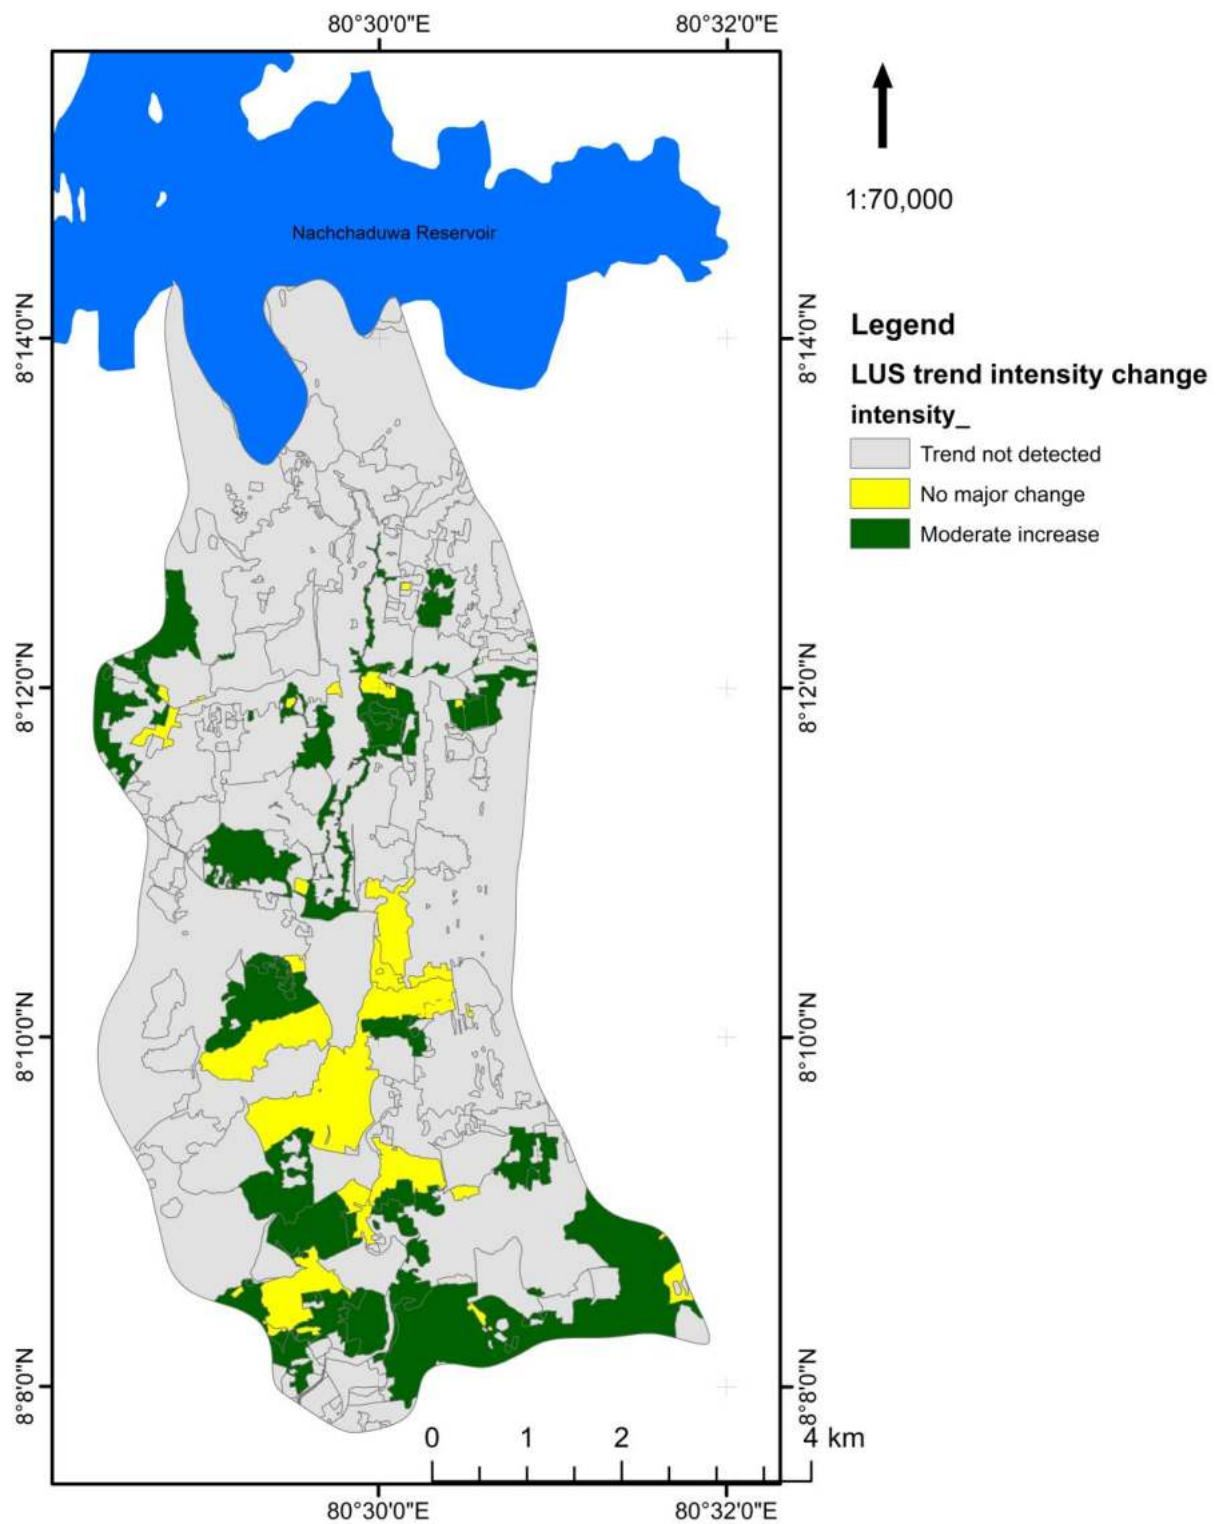 80°30'0"E
80°32'0"E
1:70,000
Nachchaduwa Reservoir
8°14'0"N
8°14'0"N
Legend
LUS trend intensity change
intensity_
Trend not detected
No major change
Moderate increase
8°12'0"N
8°12'0"N
8°10'0"N
8°10'0"N
8°8'0"N
8°8'0"N
0 1 2 4 km
80°30'0"E
80°32'0"E